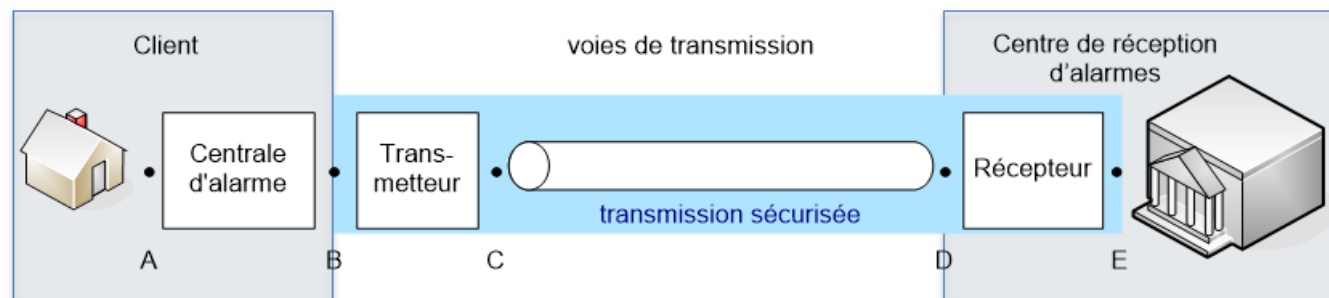 Client
voies de transmission
Centre de réception
d'alarmes
Centrale
d'alarme
Trans-
metteur
Récepteur
transmission sécurisée
A
B
C
D
E